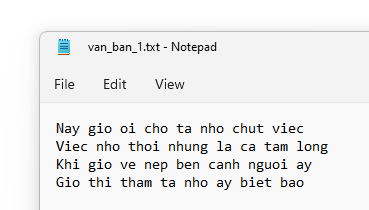 van_ban_1.txt - Notepad
File Edit View
Nay gio oi cho ta nho chut viec
Viec nho thoi nhung la ca tam long
Khi gio ve nep ben canh nguoi ay
Gio thi tham ta nho ay biet bao